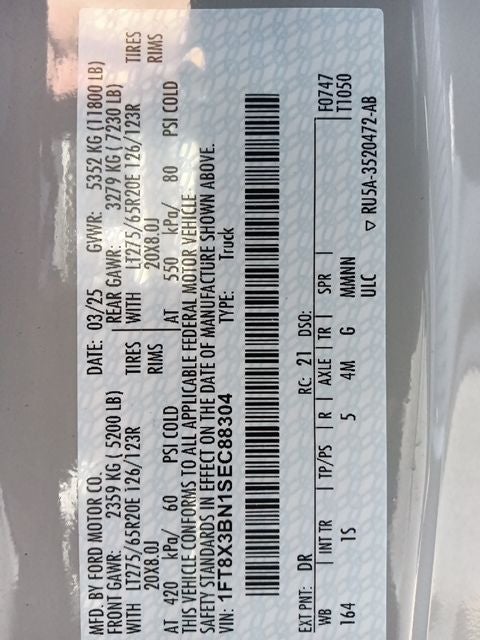 MFD. BY FORD MOTOR CO.
DATE: 03/25 GVWR: 5352 KG (11800 LB)
FRONT GAWR: 2359 KG ( 5200 LB) REAR GAWR: 3279 KG ( 7230 LB)
WITH LT275/65R20E 126/123R TIRES WITH LT275/65R20E 126/123R TIRES
20X8.0J RIMS 20X8.0J RIMS
AT 420 kPa/ 60 PSI COLD AT 550 kPa/ 80 PSI COLD
THIS VEHICLE CONFORMS TO ALL APPLICABLE FEDERAL MOTOR VEHICLE
SAFETY STANDARDS IN EFFECT ON THE DATE OF MANUFACTURE SHOWN ABOVE.
VIN: 1FT8X3BN1SEC88304 TYPE: Truck
F0747
T1050
EXT PNT: DR RC: 21 DSO:
WB INT TR TP/PS R AXLE TR SPR
164 1S 5 4M G MMMNN
ULC
▽ RU5A-3520472-AB